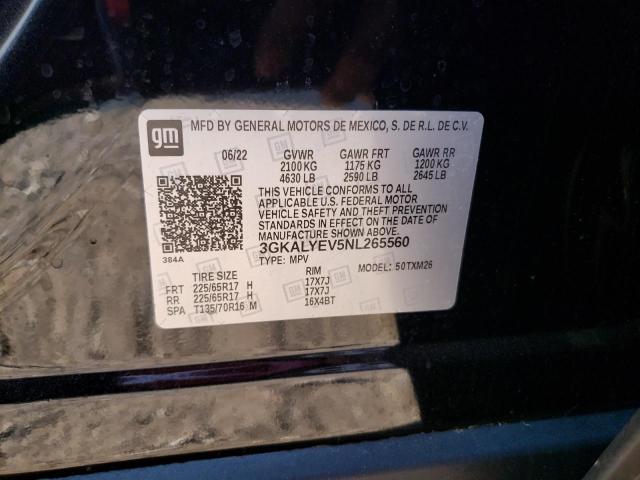 gm MFD BY GENERAL MOTORS DE MEXICO, S. DE R.L. DE C.V.
06/22 GVWR GAWR FRT GAWR RR
2100 KG 1175 KG 1200 KG
4630 LB 2590 LB 2645 LB
THIS VEHICLE CONFORMS TO ALL
APPLICABLE U.S. FEDERAL MOTOR
VEHICLE SAFETY AND THEFT PREVENTION
STANDARDS IN EFFECT ON THE DATE OF
MANUFACTURE SHOWN ABOVE.
3GKALYEV5NL265560
384A TYPE: MPV MODEL: 50TXM26
TIRE SIZE RIM
FRT 225/65R17 H 17X7J
RR 225/65R17 H 17X7J
SPA T135/70R16 M 16X4BT